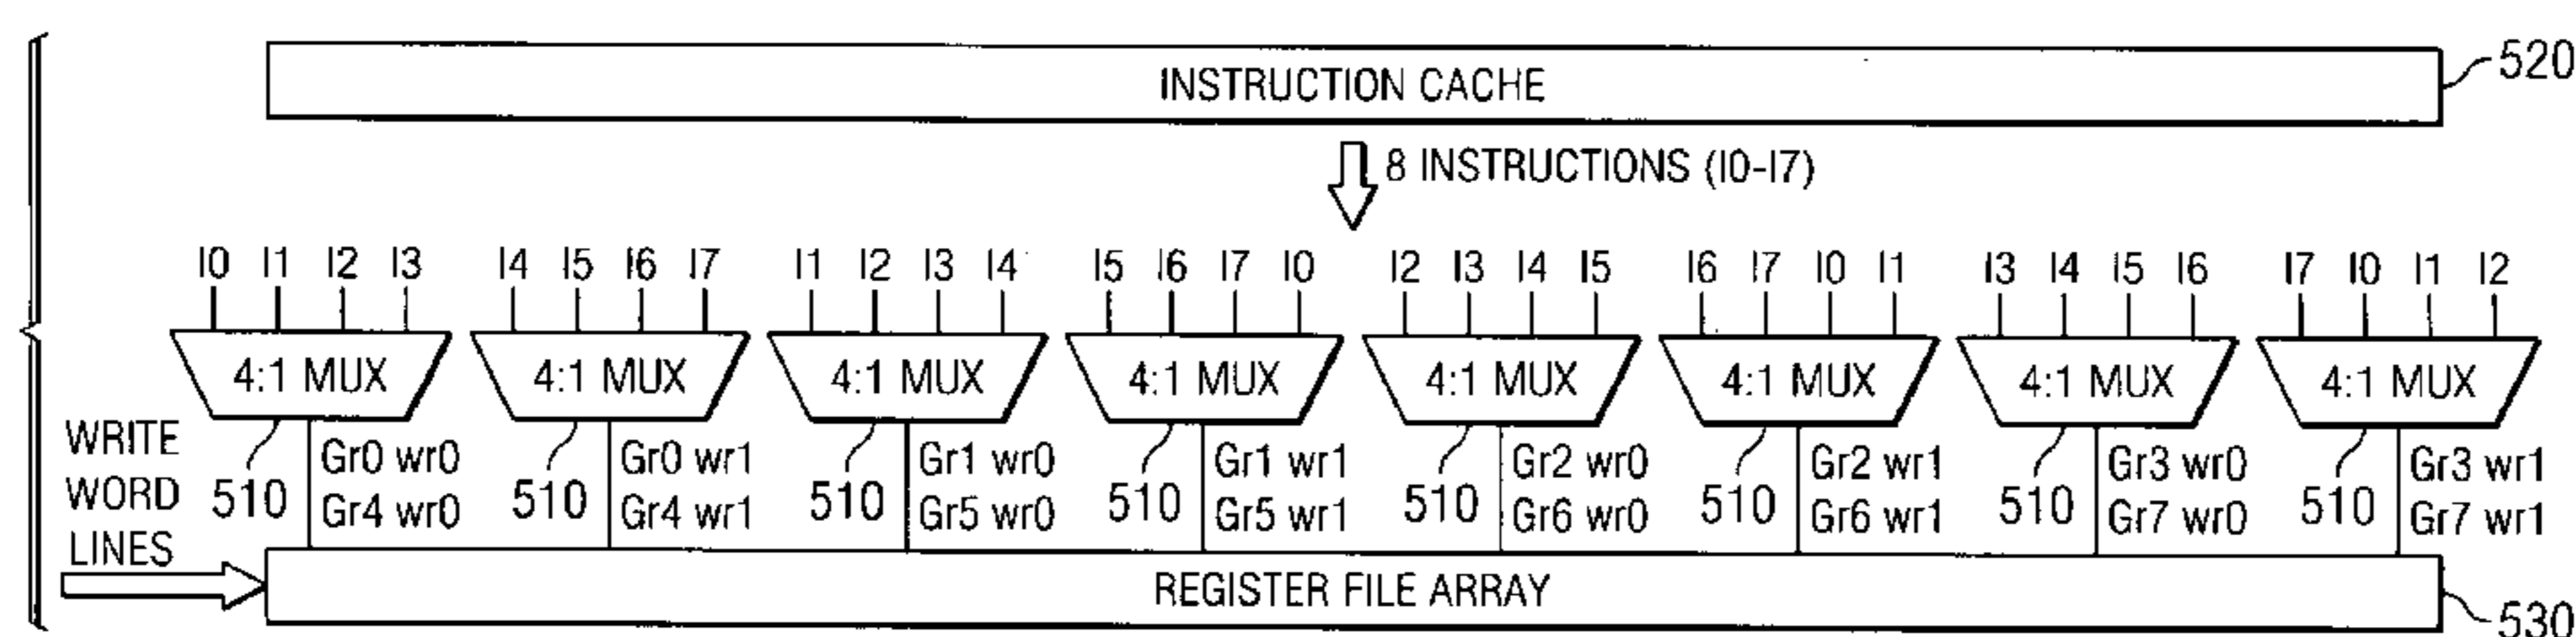 INSTRUCTION CACHE
520
8 INSTRUCTIONS (I0-I7)
I0 I1 I2 I3 I4 I5 I6 I7 I1 I2 I3 I4 I5 I6 I7 I0 I2 I3 I4 I5 I6 I7 I0 I1 I3 I4 I5 I6 I7 I0 I1 I2
4:1 MUX 4:1 MUX 4:1 MUX 4:1 MUX 4:1 MUX 4:1 MUX 4:1 MUX 4:1 MUX
WRITE
WORD
LINES
510 510 510 510 510 510 510 510
Gr0 wr0 Gr0 wr1 Gr1 wr0 Gr1 wr1 Gr2 wr0 Gr2 wr1 Gr3 wr0 Gr3 wr1
Gr4 wr0 Gr4 wr1 Gr5 wr0 Gr5 wr1 Gr6 wr0 Gr6 wr1 Gr7 wr0 Gr7 wr1
REGISTER FILE ARRAY
530